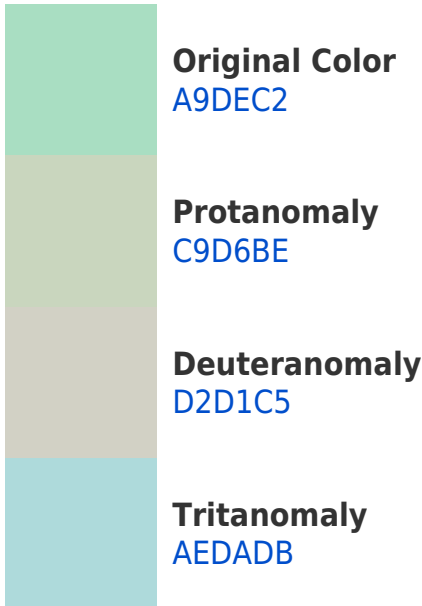 Original Color
A9DEC2
Protanomaly
C9D6BE
Deuteranomaly
D2D1C5
Tritanomaly
AEDADB